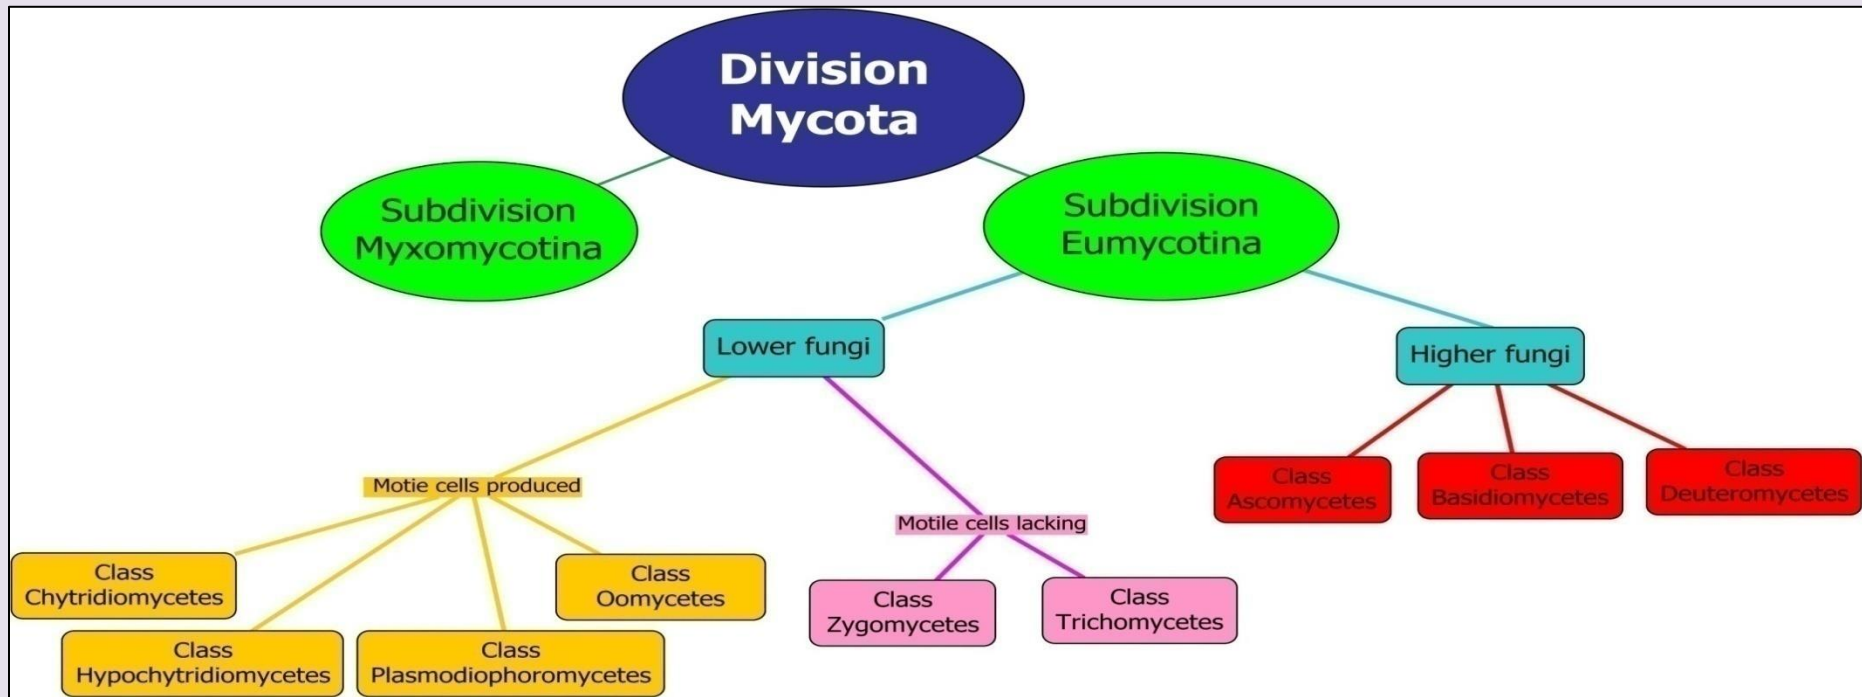 Division
Mycota
Subdivision
Myxomycotina
Subdivision
Eumycotina
Lower fungi
Higher fungi
Motie cells produced
Motile cells lacking
Class
Ascomycetes
Class
Basidiomycetes
Class
Deuteromycetes
Class
Chytridiomycetes
Class
Oomycetes
Class
Hypochytridiomycetes
Class
Plasmodiophoromycetes
Class
Zygomycetes
Class
Trichomycetes